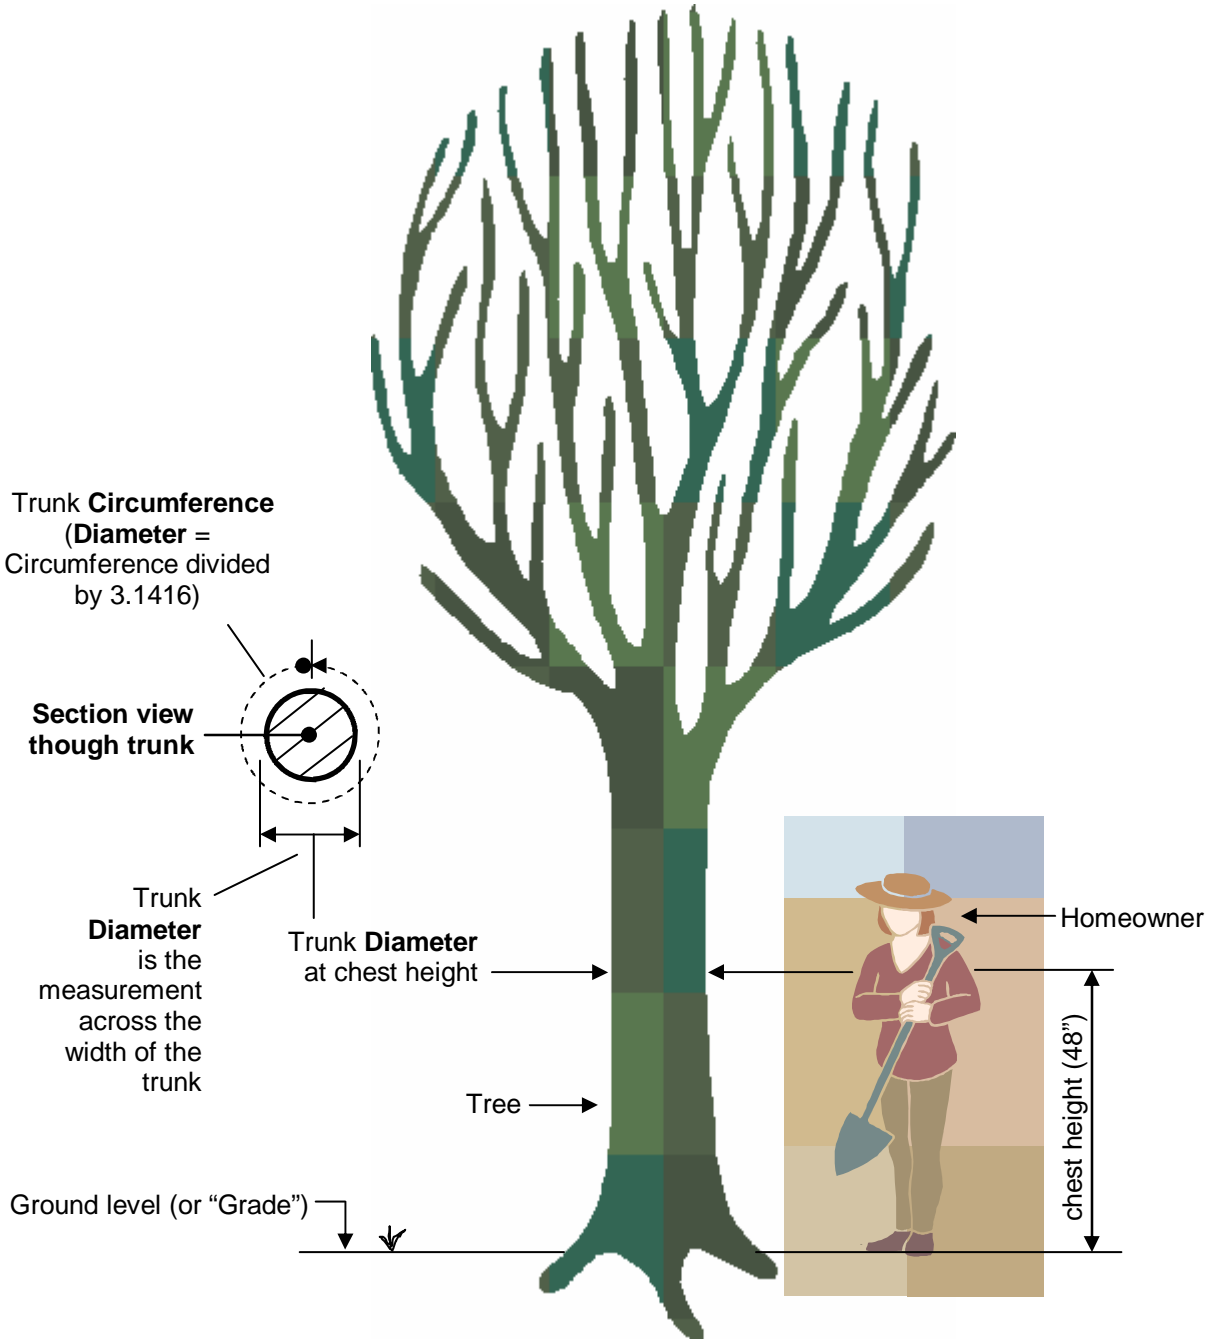 Trunk Circumference
(Diameter =
Circumference divided
by 3.1416)
Section view
though trunk
Trunk
Diameter
is the
measurement
across the
width of the
trunk
Trunk Diameter
at chest height
Homeowner
chest height (48”)
Tree
Ground level (or “Grade”)